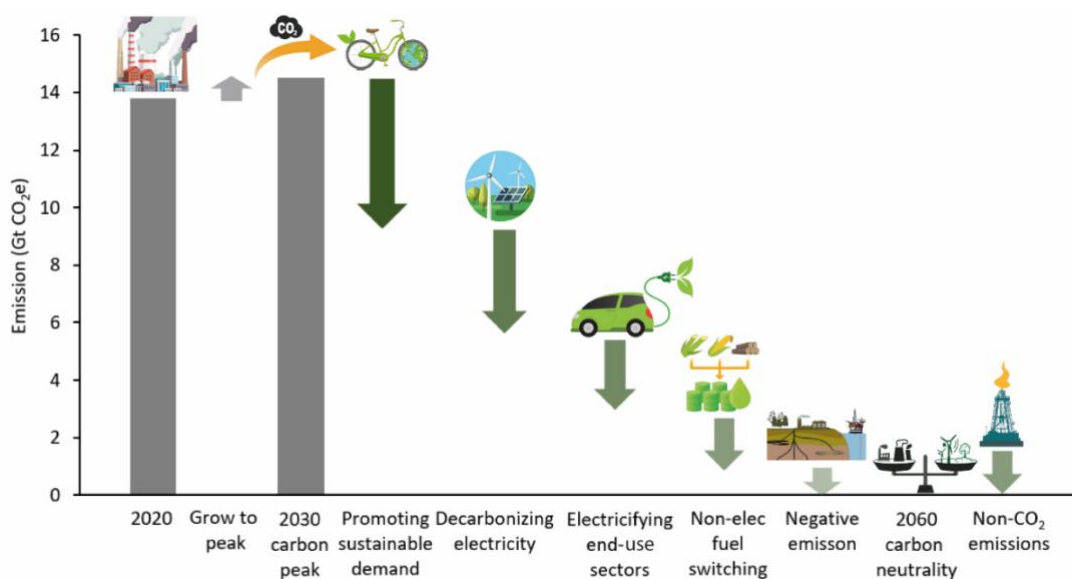 16
14
12
10
8
6
4
2
0
Emission (Gt CO₂e)
CO₂
2020
Grow to
peak
2030
carbon
peak
Promoting
sustainable
demand
Decarbonizing
electricity
Electricifying
end-use
sectors
Non-elec
fuel
switching
Negative
emisson
2060
carbon
neutrality
Non-CO₂
emissions